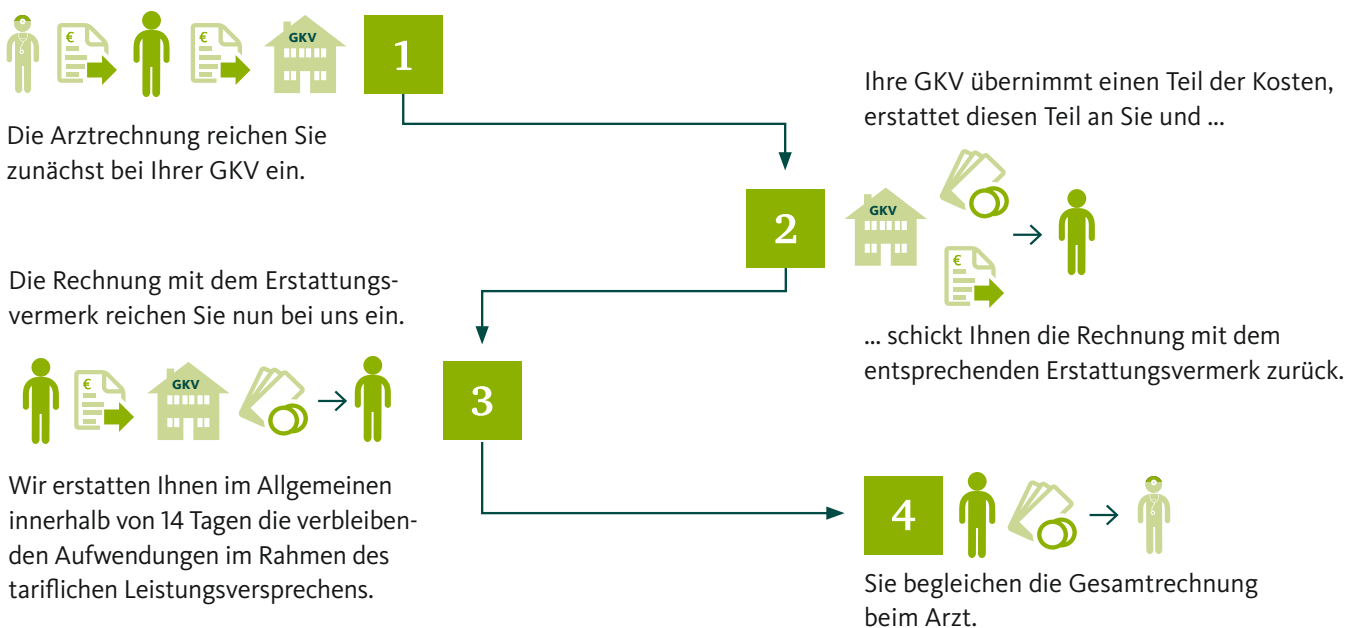 €
€
GKV
1
Die Arztrechnung reichen Sie
zunächst bei Ihrer GKV ein.
Ihre GKV übernimmt einen Teil der Kosten,
erstattet diesen Teil an Sie und ...
2
GKV
€
... schickt Ihnen die Rechnung mit dem
entsprechenden Erstattungsvermerk zurück.
Die Rechnung mit dem Erstattungs-
vermerk reichen Sie nun bei uns ein.
€
GKV
3
Wir erstatten Ihnen im Allgemeinen
innerhalb von 14 Tagen die verbleiben-
den Aufwendungen im Rahmen des
tariflichen Leistungsversprechens.
4
Sie begleichen die Gesamtrechnung
beim Arzt.